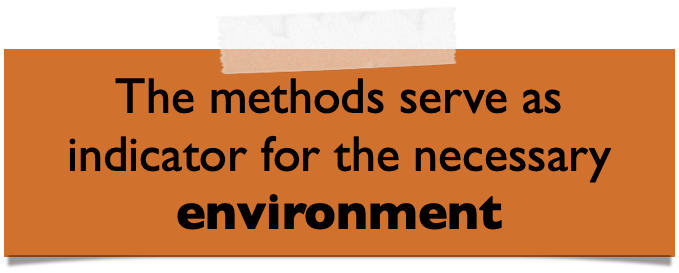 The methods serve as
indicator for the necessary
environment